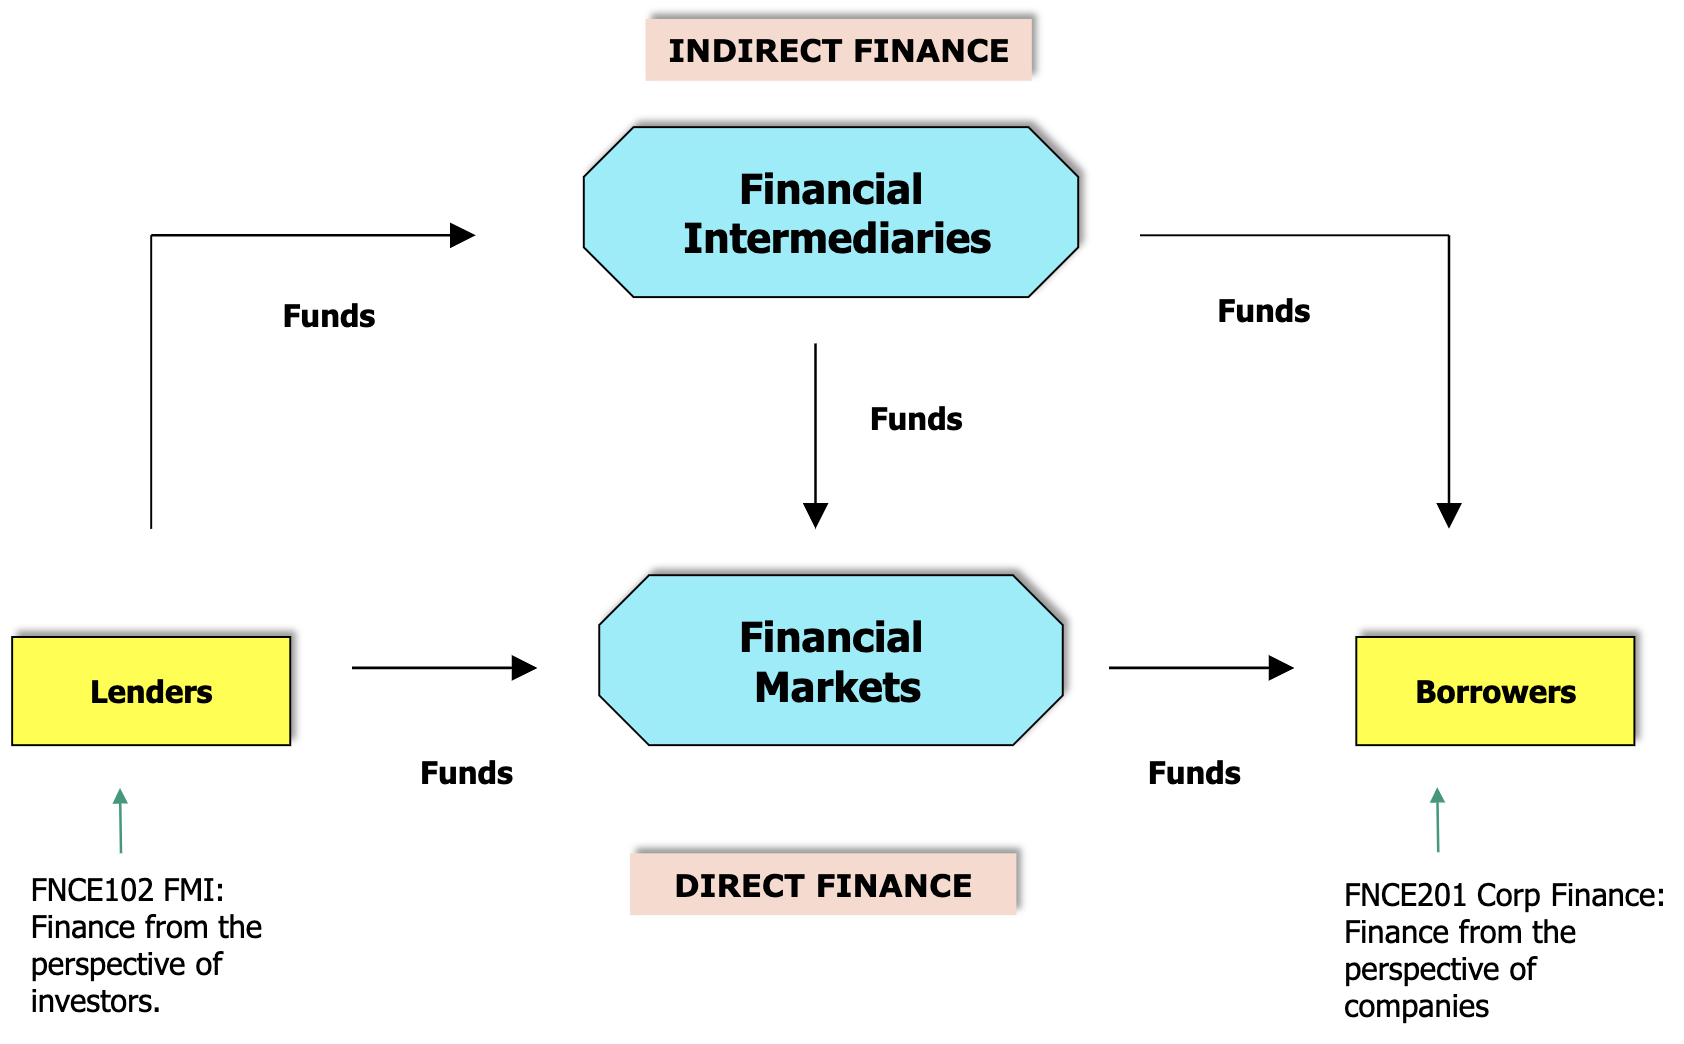 INDIRECT FINANCE
Financial
Intermediaries
Funds
Funds
Funds
Financial
Markets
Lenders
Borrowers
Funds
Funds
DIRECT FINANCE
FNCE102 FMI:
Finance from the
perspective of
investors.
FNCE201 Corp Finance:
Finance from the
perspective of
companies